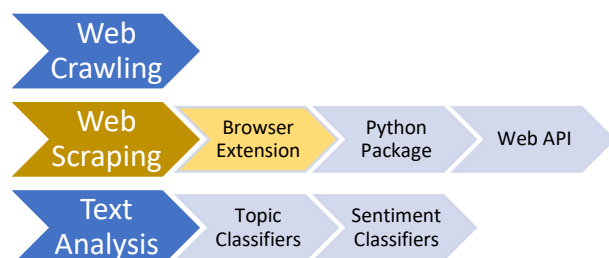 Web
Crawling
Web
Scraping
Browser
Extension
Python
Package
Web API
Text
Analysis
Topic
Classifiers
Sentiment
Classifiers